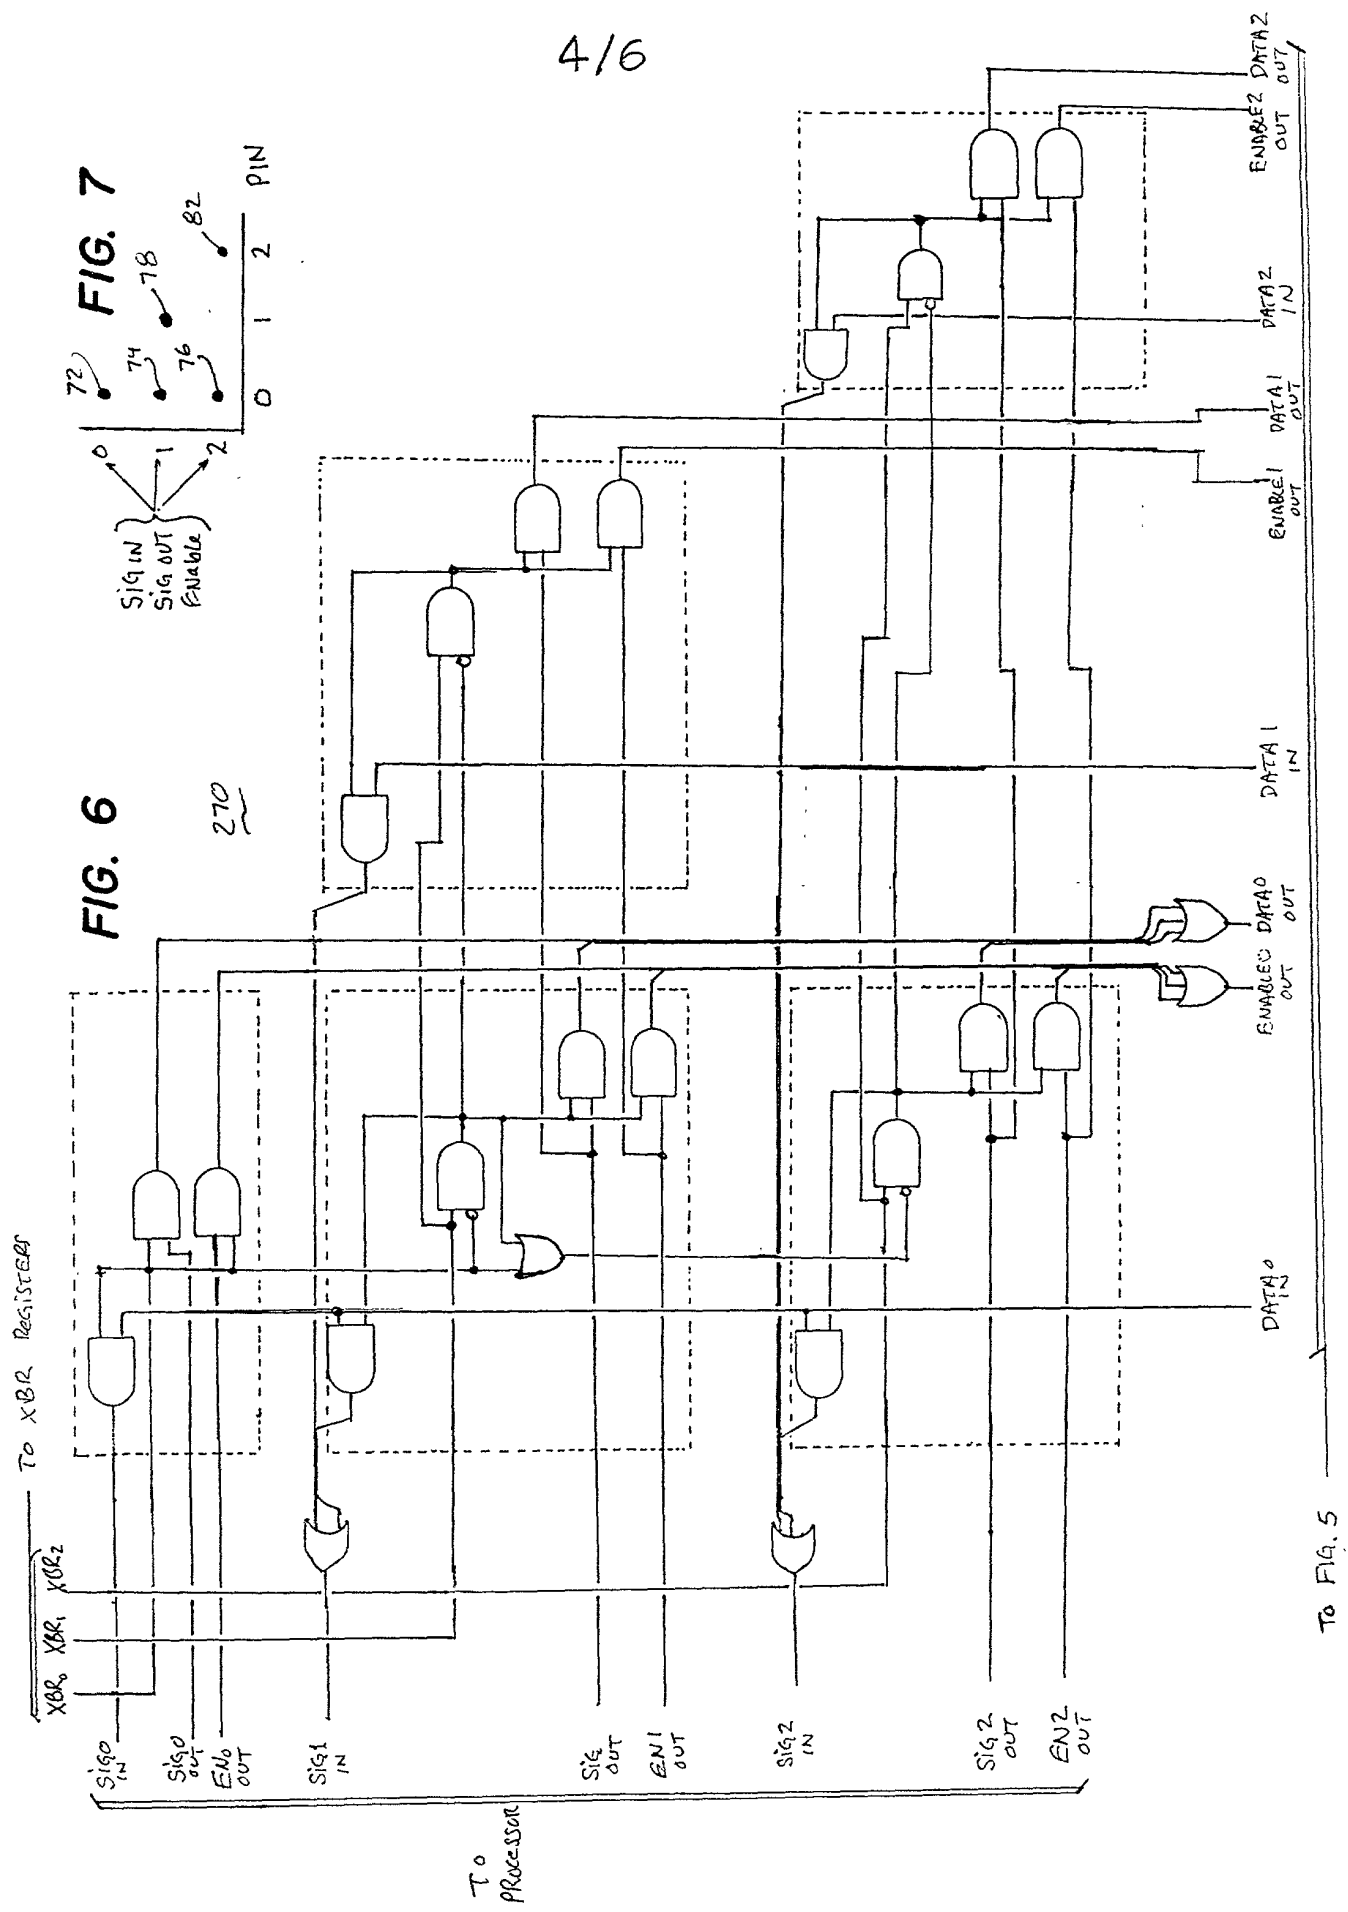 4/6
FIG. 7
72
74
76
78
82
0
1
2
PIN
0
1
2
SIG IN
SIG OUT
ENABLE
FIG. 6
270
TO XBR REGISTERS
XBR0
XBR1
XBR2
SIG0
IN
SIG0
OUT
EN0
OUT
SIG1
IN
SIG
OUT
EN1
OUT
SIG2
IN
SIG2
OUT
EN2
OUT
TO
PROCESSOR
DATA0
IN
ENABLE0
OUT
DATA0
OUT
DATA1
IN
ENABLE1
OUT
DATA1
OUT
DATA2
IN
ENABLE2
OUT
DATA2
OUT
TO FIG. 5